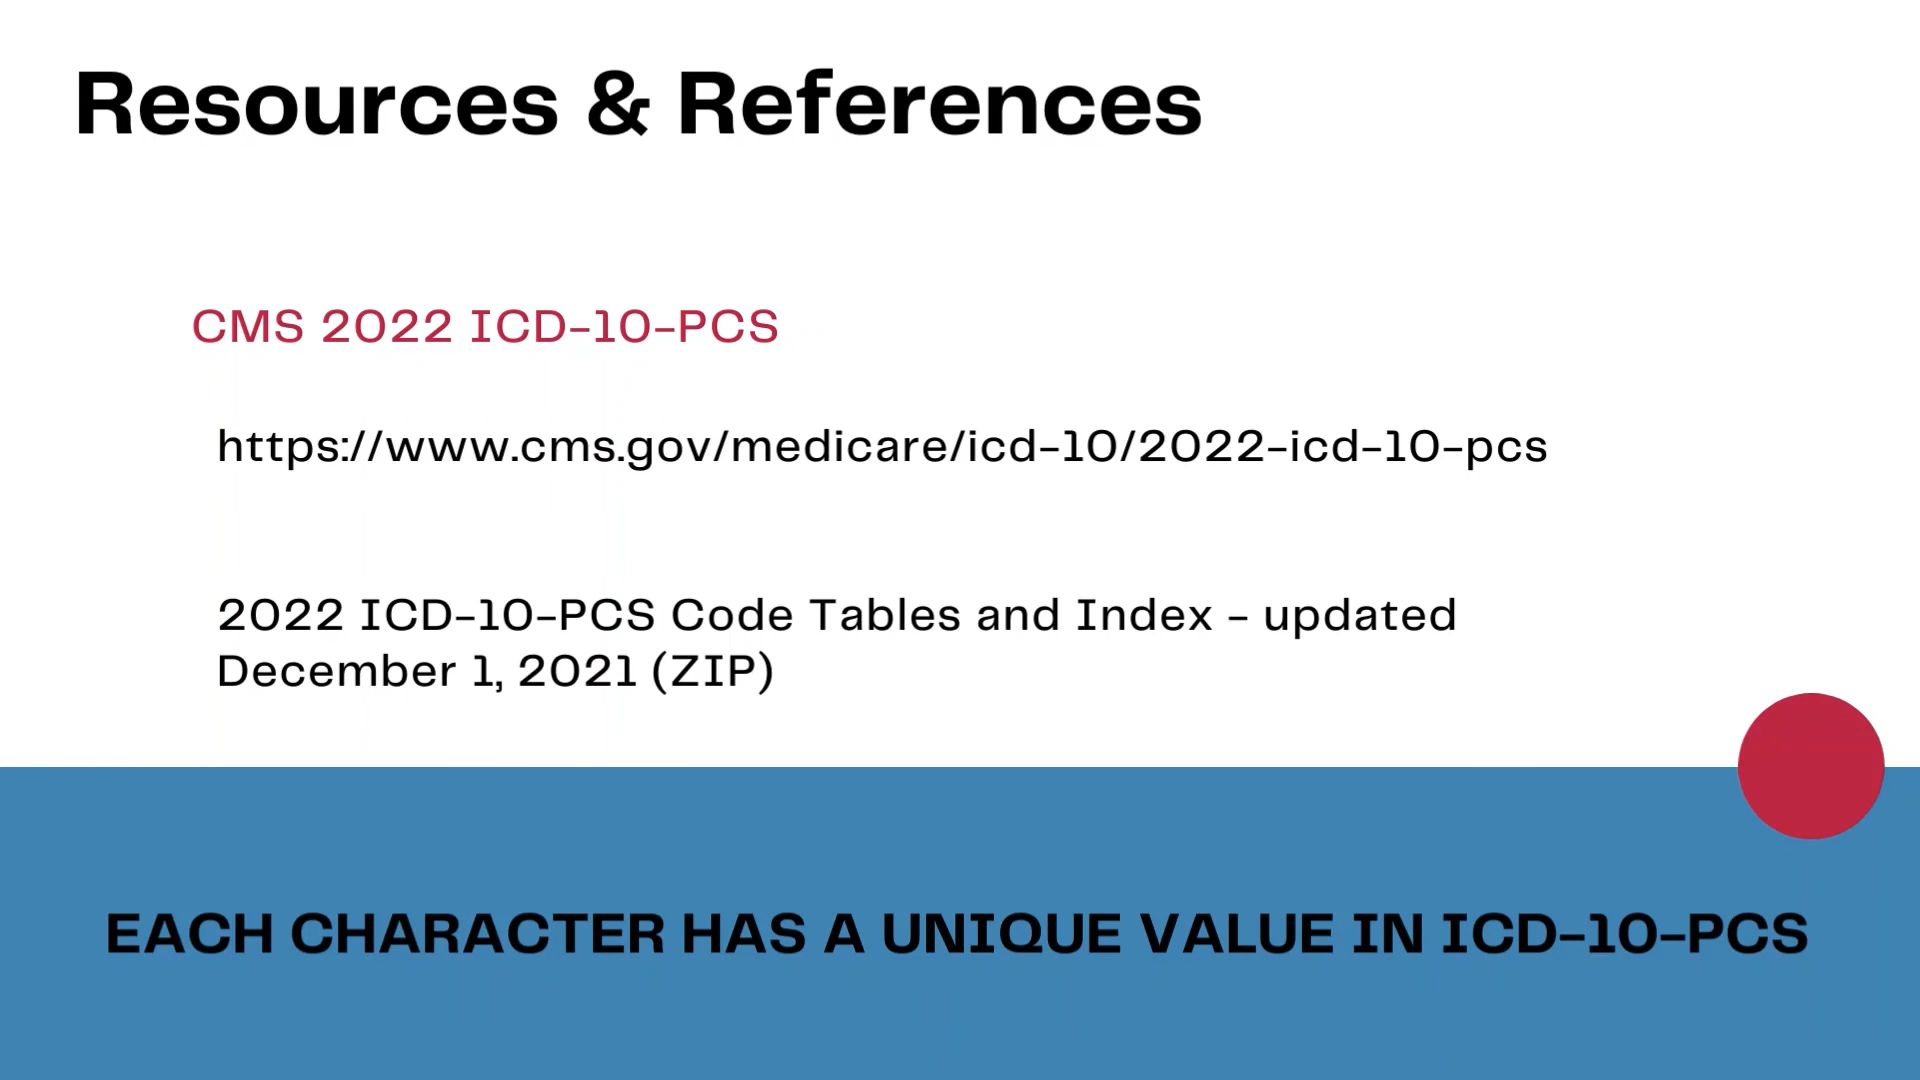 Resources & References
CMS 2022 ICD-10-PCS
https://www.cms.gov/medicare/icd-10/2022-icd-10-pcs
2022 ICD-10-PCS Code Tables and Index - updated
December 1, 2021 (ZIP)
EACH CHARACTER HAS A UNIQUE VALUE IN ICD-10-PCS